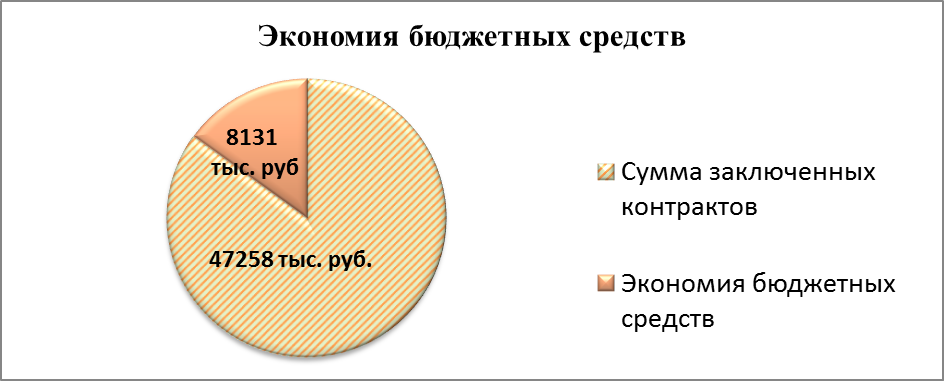 Экономия бюджетных средств
8131
тыс. руб
47258 тыс. руб.
Сумма заключенных
контрактов
Экономия бюджетных
средств